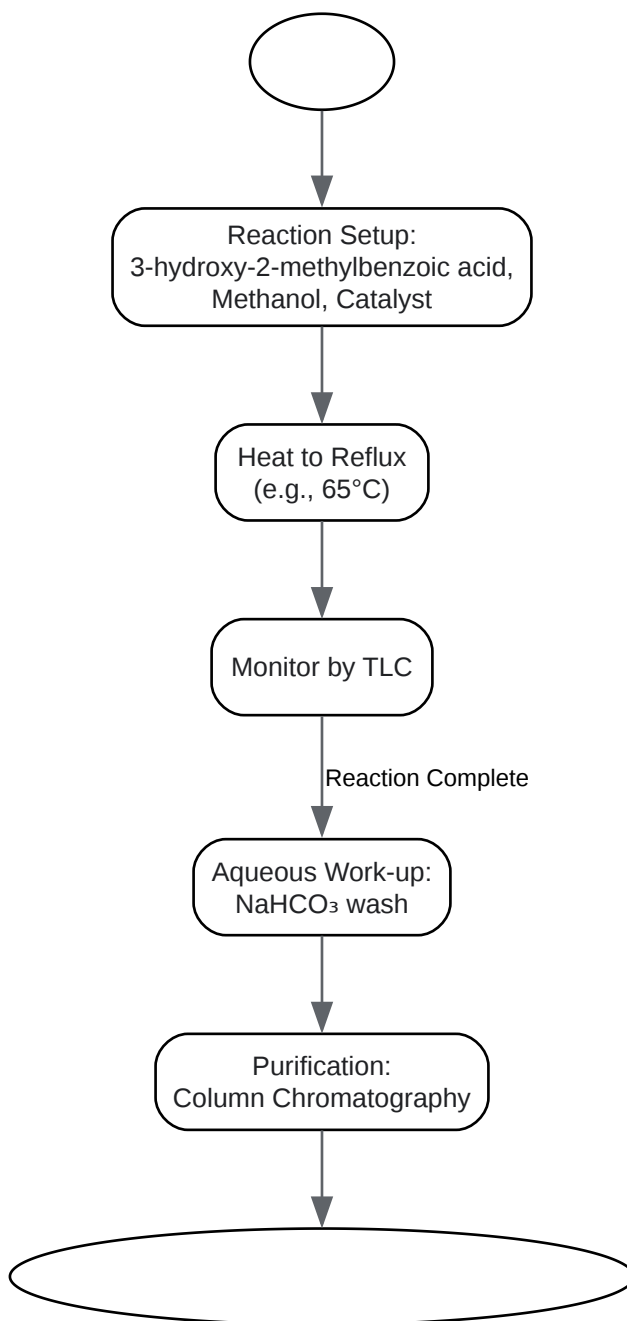 Reaction Setup:
3-hydroxy-2-methylbenzoic acid,
Methanol, Catalyst
Heat to Reflux
(e.g., 65°C)
Monitor by TLC
Reaction Complete
Aqueous Work-up:
NaHCO₃ wash
Purification:
Column Chromatography